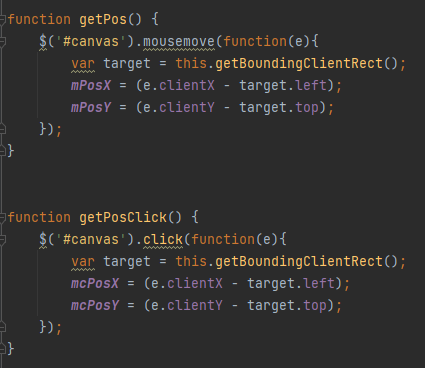 function getPos() {
    $('#canvas').mousemove(function(e){
        var target = this.getBoundingClientRect();
        mPosX = (e.clientX - target.left);
        mPosY = (e.clientY - target.top);
    });
}
function getPosClick() {
    $('#canvas').click(function(e){
        var target = this.getBoundingClientRect();
        mcPosX = (e.clientX - target.left);
        mcPosY = (e.clientY - target.top);
    });
}